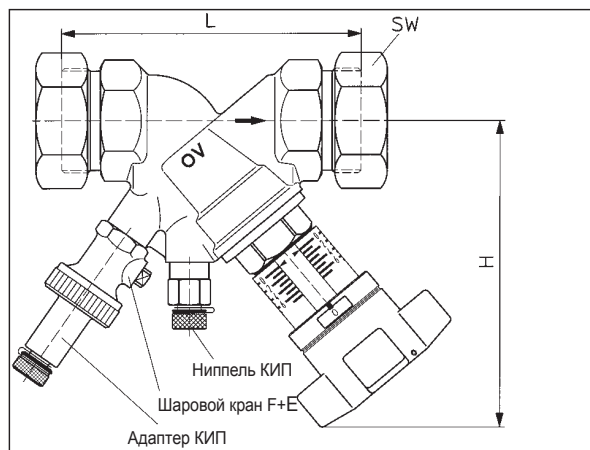 L
SW
OV
H
Ниппель КИП
Шаровой кран F+E
Адаптер КИП